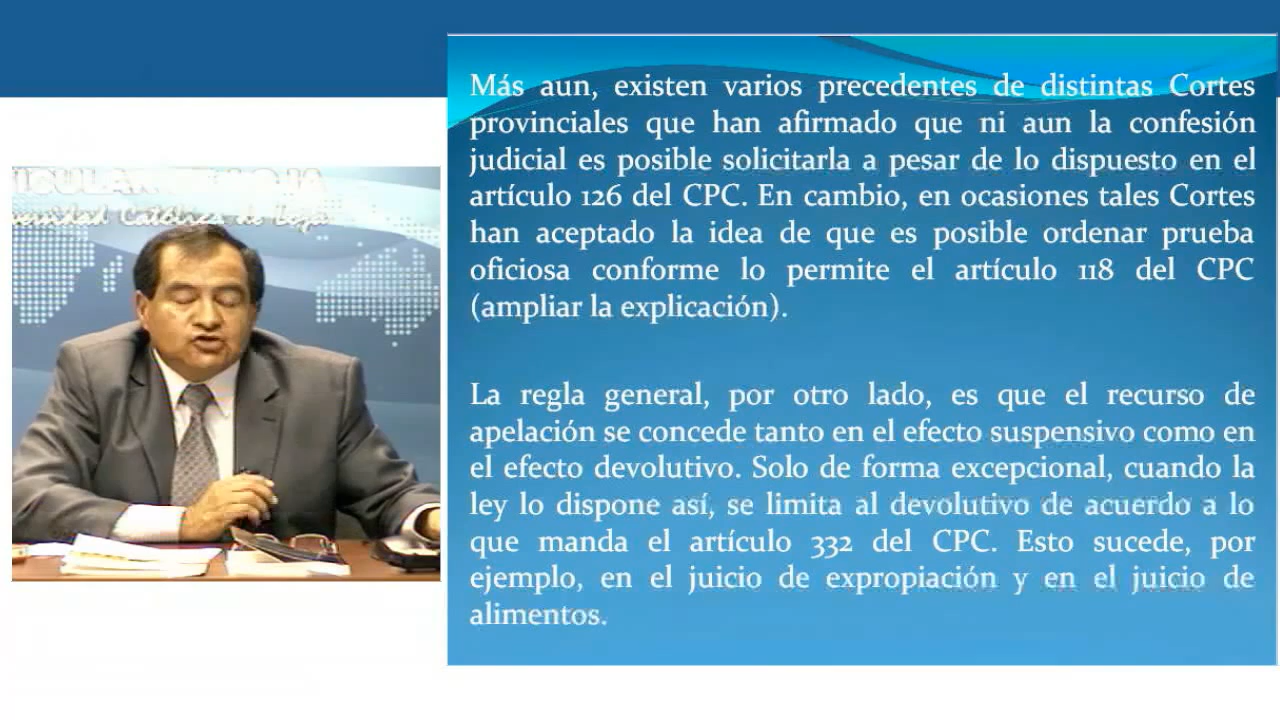 Universidad Católica de Loja
Más aun, existen varios precedentes de distintas Cortes
provinciales que han afirmado que ni aun la confesión
judicial es posible solicitarla a pesar de lo dispuesto en el
artículo 126 del CPC. En cambio, en ocasiones tales Cortes
han aceptado la idea de que es posible ordenar prueba
oficiosa conforme lo permite el artículo 118 del CPC
(ampliar la explicación).
La regla general, por otro lado, es que el recurso de
apelación se concede tanto en el efecto suspensivo como en
el efecto devolutivo. Solo de forma excepcional, cuando la
ley lo dispone así, se limita al devolutivo de acuerdo a lo
que manda el artículo 332 del CPC. Esto sucede, por
ejemplo, en el juicio de expropiación y en el juicio de
alimentos.